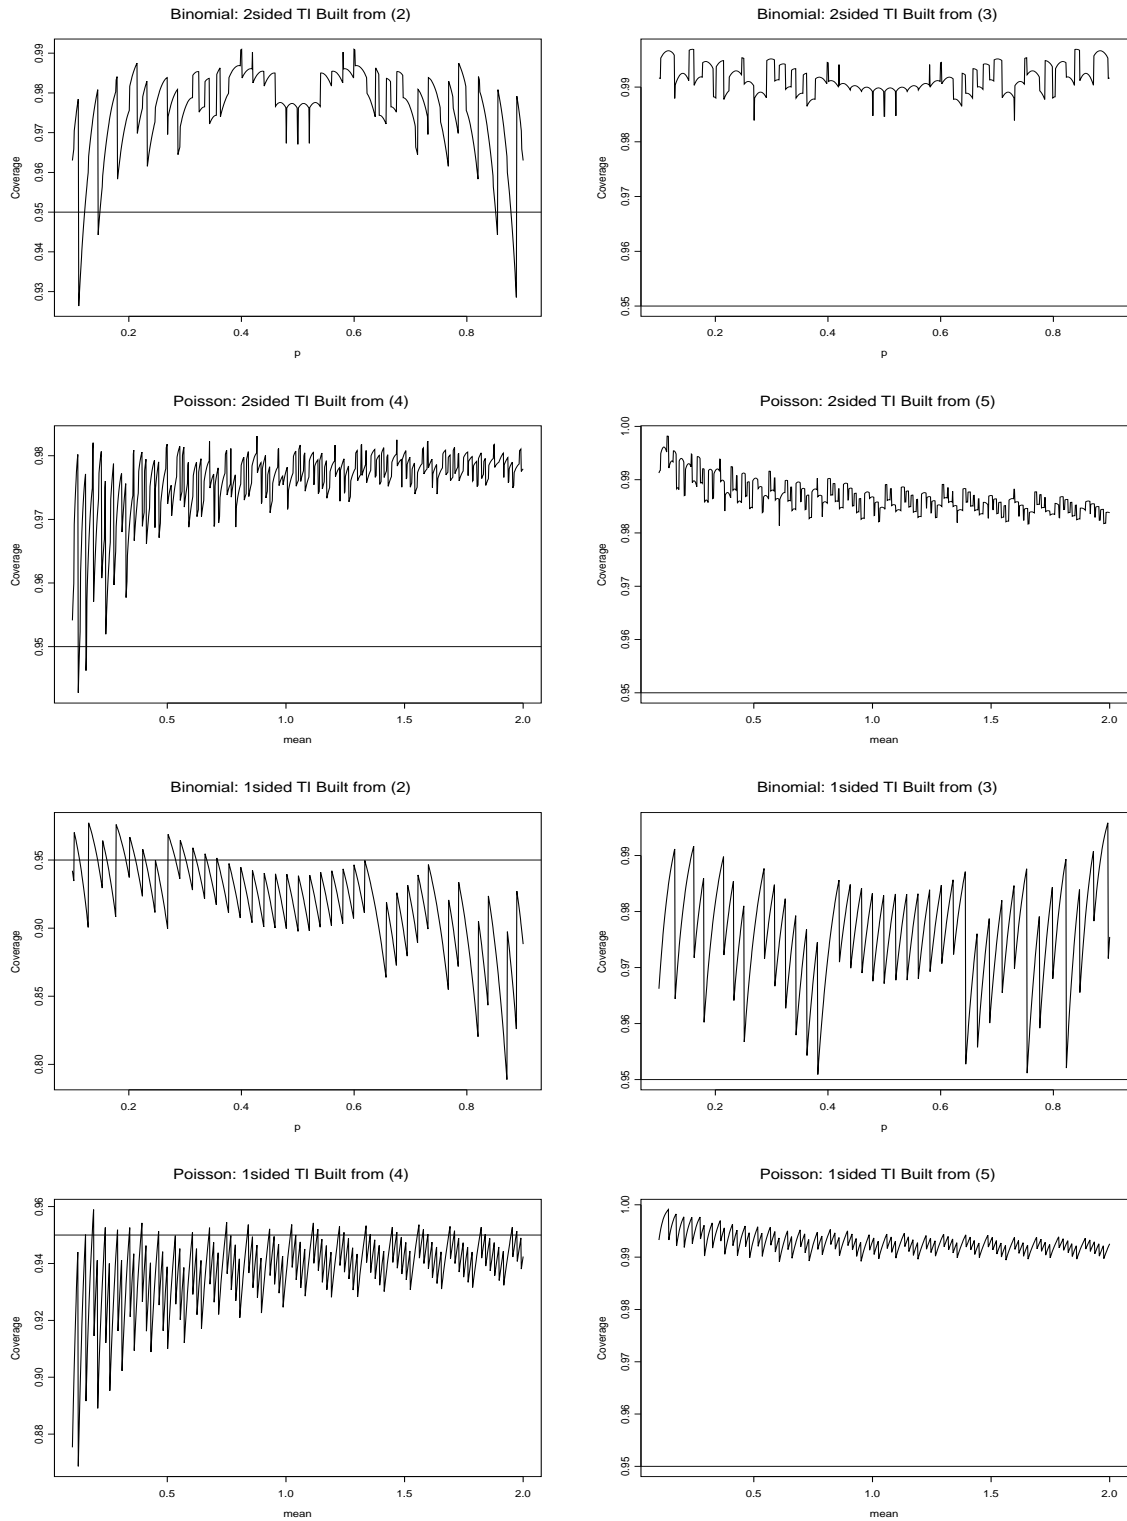 Binomial: 2sided TI Built from (2)
Coverage
0.93 0.94 0.95 0.96 0.97 0.98 0.99
0.2 0.4 0.6 0.8
p
Binomial: 2sided TI Built from (3)
Coverage
0.95 0.96 0.97 0.98 0.99
0.2 0.4 0.6 0.8
p
Poisson: 2sided TI Built from (4)
Coverage
0.95 0.96 0.97 0.98
0.5 1.0 1.5 2.0
mean
Poisson: 2sided TI Built from (5)
Coverage
0.95 0.96 0.97 0.98 0.99 1.00
0.5 1.0 1.5 2.0
mean
Binomial: 1sided TI Built from (2)
Coverage
0.80 0.85 0.90 0.95
0.2 0.4 0.6 0.8
p
Binomial: 1sided TI Built from (3)
Coverage
0.95 0.96 0.97 0.98 0.99
0.2 0.4 0.6 0.8
p
Poisson: 1sided TI Built from (4)
Coverage
0.88 0.90 0.92 0.94 0.96
0.5 1.0 1.5 2.0
mean
Poisson: 1sided TI Built from (5)
Coverage
0.95 0.96 0.97 0.98 0.99 1.00
0.5 1.0 1.5 2.0
mean